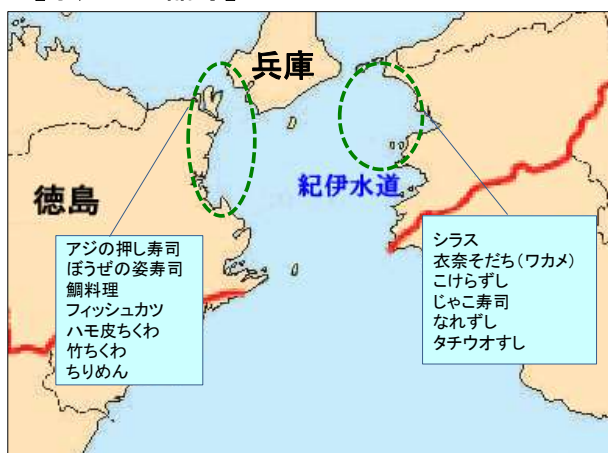 兵庫
徳島
紀伊水道
アジの押し寿司
ぼうぜの姿寿司
鯛料理
フィッシュカツ
ハモ皮ちくわ
竹ちくわ
ちりめん
シラス
衣奈そだち(ワカメ)
こけらずし
じゃこ寿司
なれずし
タチウオすし